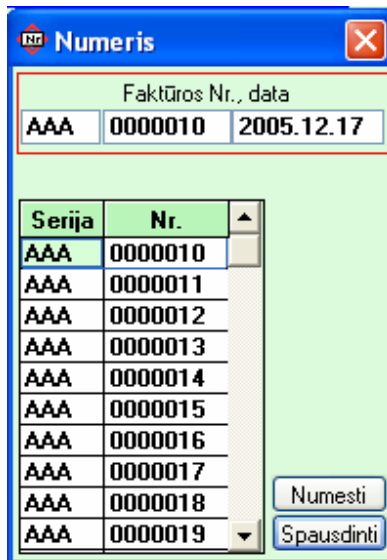 Nr Numeris
Faktūros Nr., data
AAA 0000010 2005.12.17
Serija Nr.
AAA 0000010
AAA 0000011
AAA 0000012
AAA 0000013
AAA 0000014
AAA 0000015
AAA 0000016
AAA 0000017
AAA 0000018
AAA 0000019
Numesti
Spausdinti